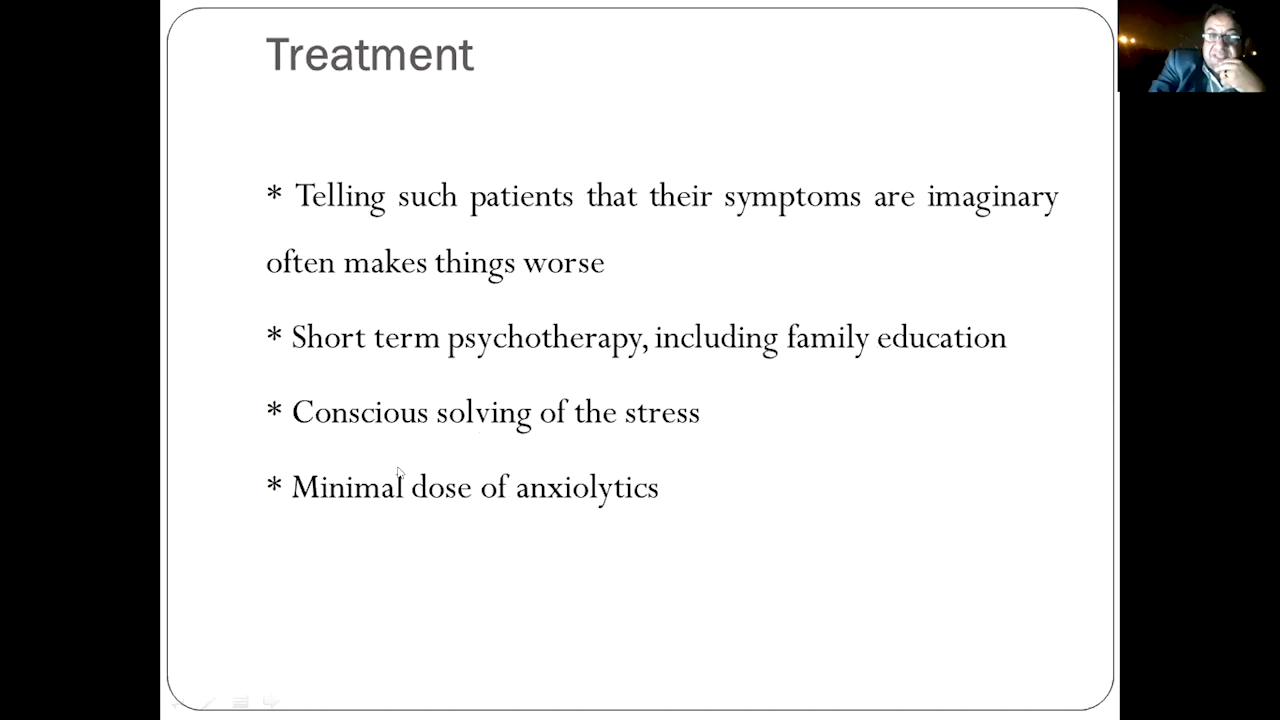 Treatment
* Telling such patients that their symptoms are imaginary
often makes things worse
* Short term psychotherapy, including family education
* Conscious solving of the stress
* Minimal dose of anxiolytics